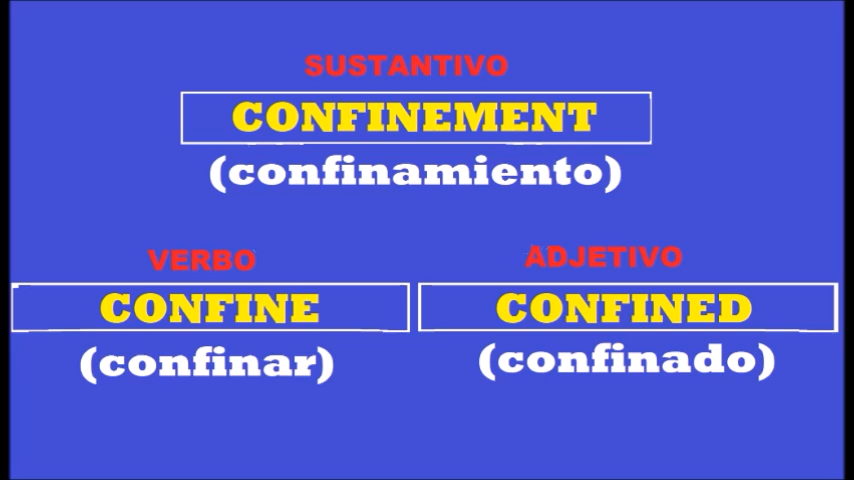 SUSTANTIVO
CONFINEMENT
(confinamiento)
VERBO
CONFINE
(confinar)
ADJETIVO
CONFINED
(confinado)